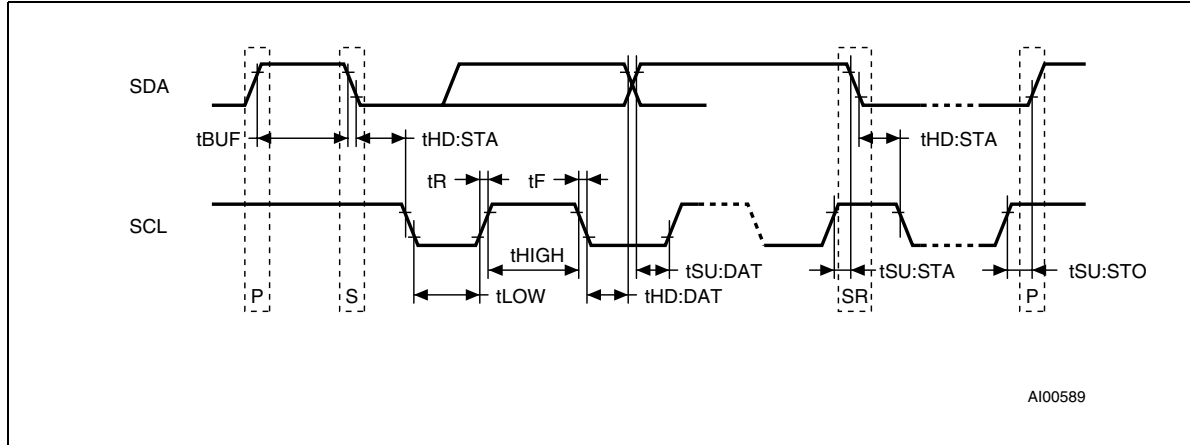 SDA
tBUF
tHD:STA
tHD:STA
tR
tF
SCL
tHIGH
tSU:DAT
tSU:STA
tSU:STO
P
S
tLOW
tHD:DAT
SR
P
AI00589